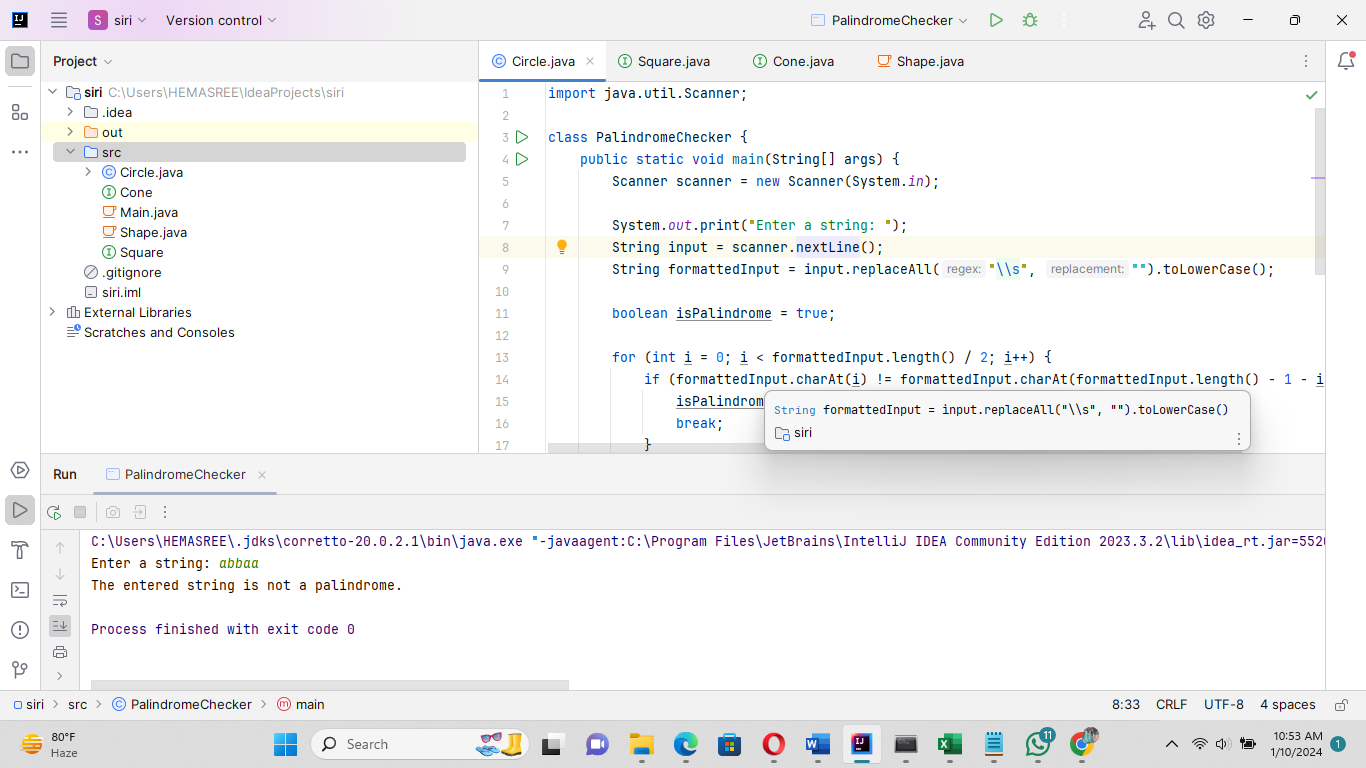 S siri Version control PalindromeChecker
Project
Circle.java Square.java Cone.java Shape.java
siri C:\Users\HEMASREE\IdeaProjects\siri
.idea
out
src
Circle.java
Cone
Main.java
Shape.java
Square
.gitignore
siri.iml
External Libraries
Scratches and Consoles
1 import java.util.Scanner;
2
3 class PalindromeChecker {
4 public static void main(String[] args) {
5 Scanner scanner = new Scanner(System.in);
6
7 System.out.print("Enter a string: ");
8 String input = scanner.nextLine();
9 String formattedInput = input.replaceAll( regex: "\\s", replacement: "").toLowerCase();
10
11 boolean isPalindrome = true;
12
13 for (int i = 0; i < formattedInput.length() / 2; i++) {
14 if (formattedInput.charAt(i) != formattedInput.charAt(formattedInput.length() - 1 - i
15 isPalindrom
16 break;
17 }
String formattedInput = input.replaceAll("\\s", "").toLowerCase()
siri
Run PalindromeChecker
C:\Users\HEMASREE\.jdks\corretto-20.0.2.1\bin\java.exe "-javaagent:C:\Program Files\JetBrains\IntelliJ IDEA Community Edition 2023.3.2\lib\idea_rt.jar=5520
Enter a string: abbaa
The entered string is not a palindrome.
Process finished with exit code 0
siri > src > PalindromeChecker > main 8:33 CRLF UTF-8 4 spaces
80°F
Haze
Search
11
10:53 AM
1/10/2024
1